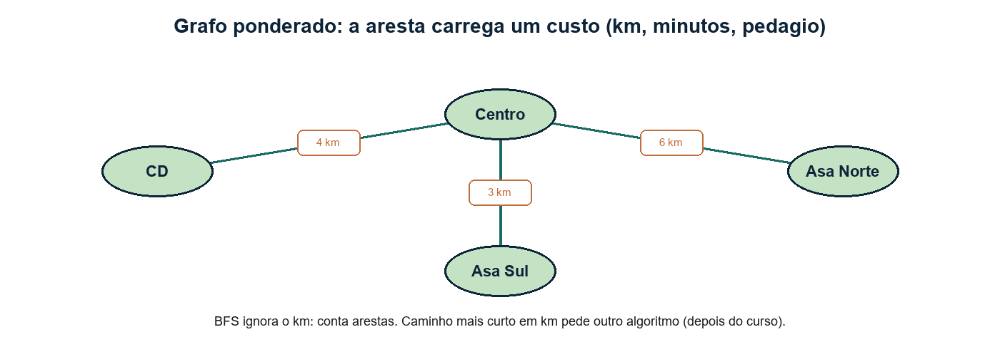 Grafo ponderado: a aresta carrega um custo (km, minutos, pedagio)
Centro
4 km
6 km
CD
Asa Norte
3 km
Asa Sul
BFS ignora o km: conta arestas. Caminho mais curto em km pede outro algoritmo (depois do curso).